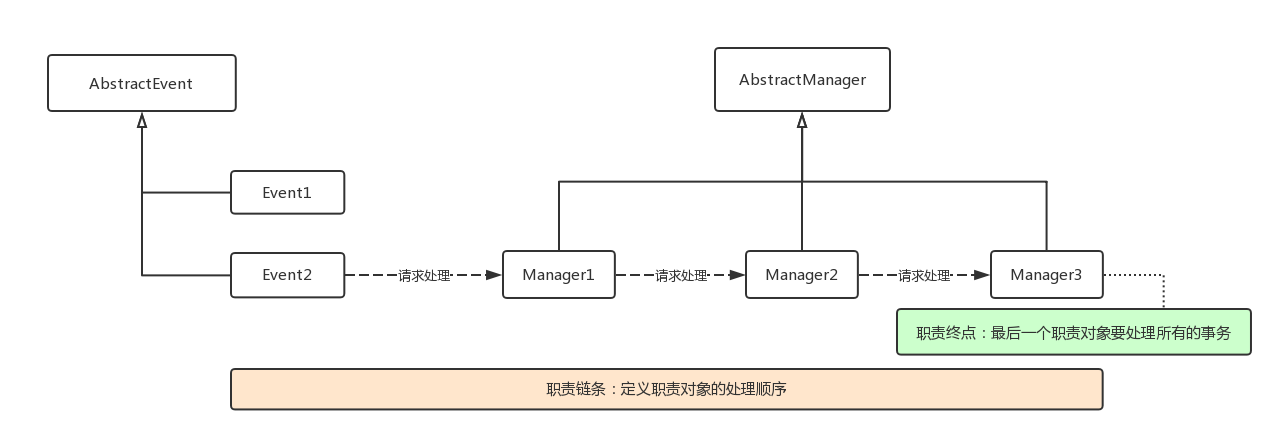 AbstractEvent
AbstractManager
Event1
Event2
请求处理
Manager1
请求处理
Manager2
请求处理
Manager3
职责终点：最后一个职责对象要处理所有的事务
职责链条：定义职责对象的处理顺序